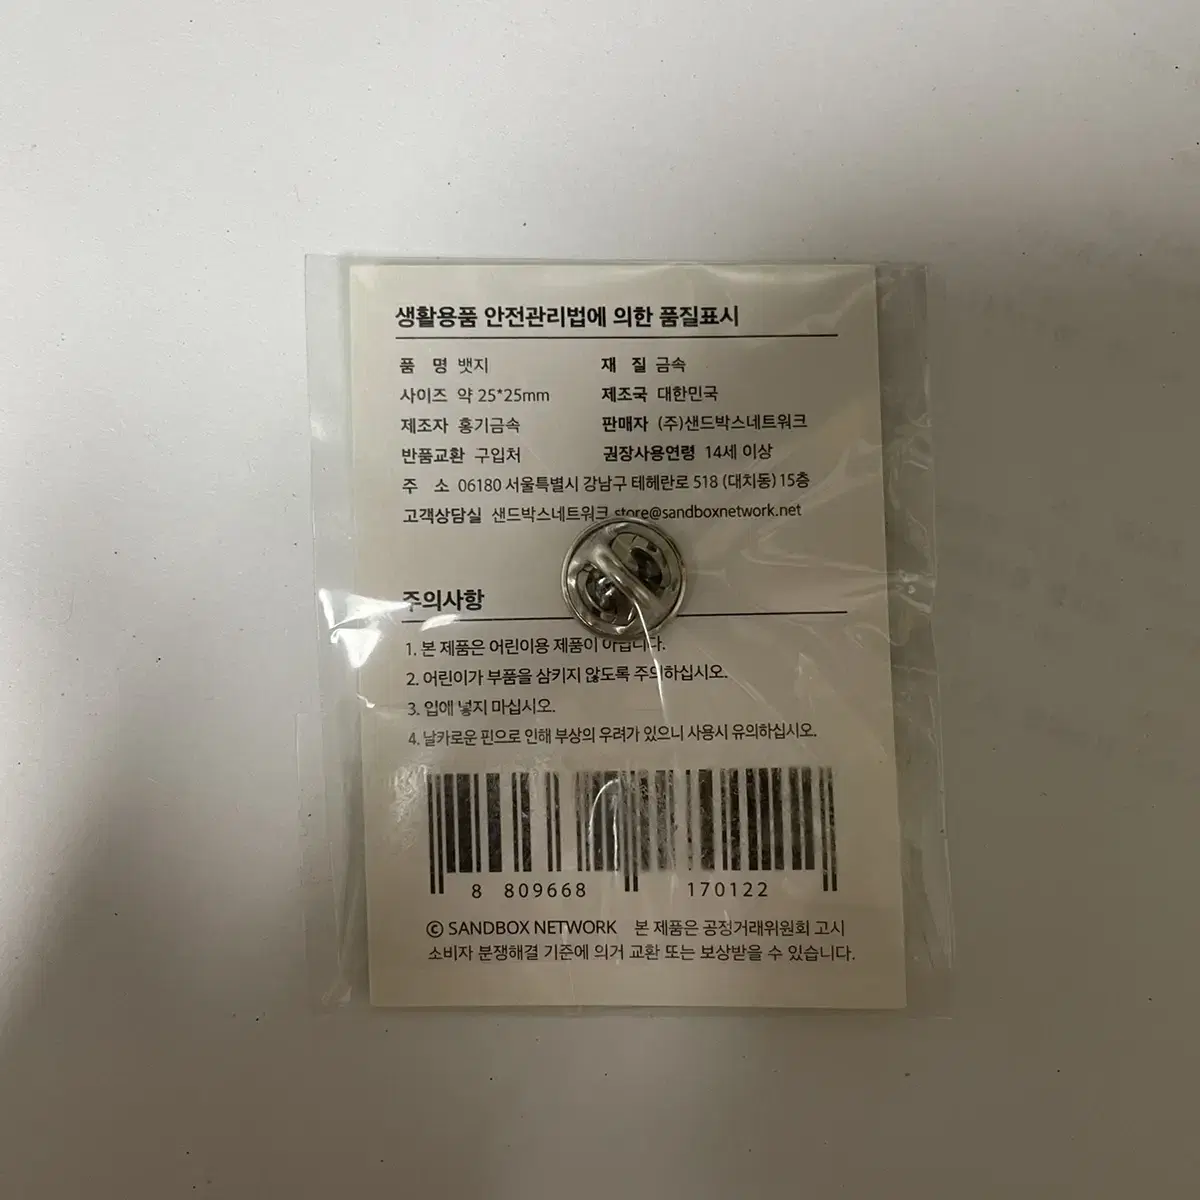 생활용품 안전관리법에 의한 품질표시
품 명 뱃지 재 질 금속
사이즈 약 25*25mm 제조국 대한민국
제조자 홍기금속 판매자 (주)샌드박스네트워크
반품교환 구입처 권장사용연령 14세 이상
주 소 06180 서울특별시 강남구 테헤란로 518 (대치동) 15층
고객상담실 샌드박스네트워크 store@sandboxnetwork.net
주의사항
1. 본 제품은 어린이용 제품이 아닙니다.
2. 어린이가 부품을 삼키지 않도록 주의하십시오.
3. 입에 넣지 마십시오.
4. 날카로운 핀으로 인해 부상의 우려가 있으니 사용시 유의하십시오.
8 809668 170122
© SANDBOX NETWORK 본 제품은 공정거래위원회 고시
소비자 분쟁해결 기준에 의거 교환 또는 보상받을 수 있습니다.